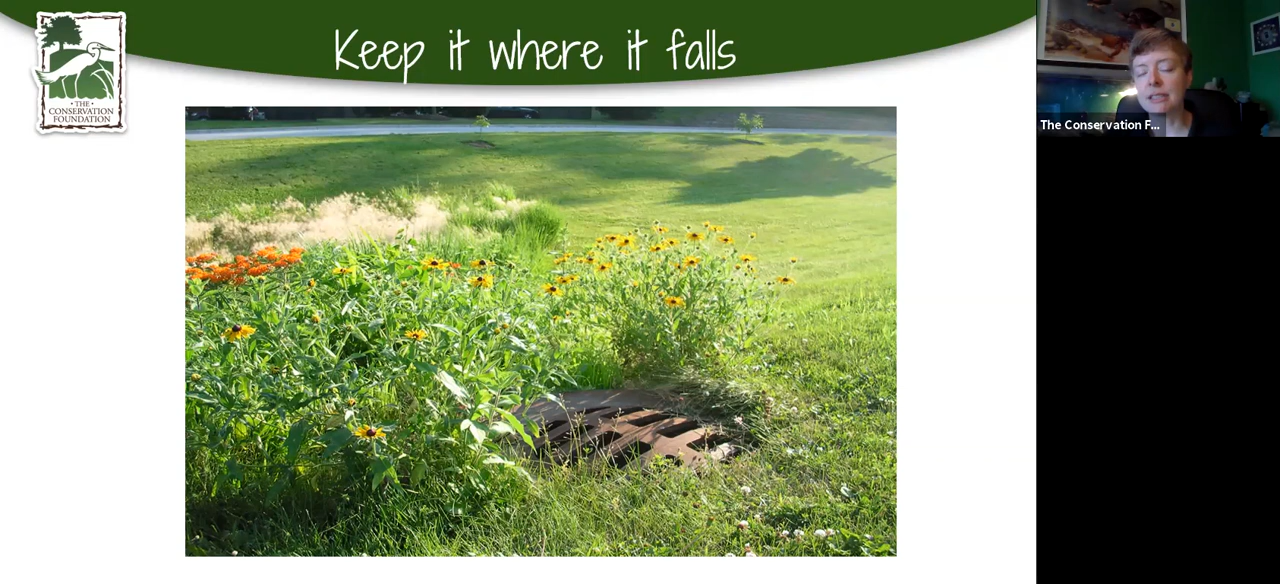 Keep it where it falls
• THE •
CONSERVATION
FOUNDATION
The Conservation F...